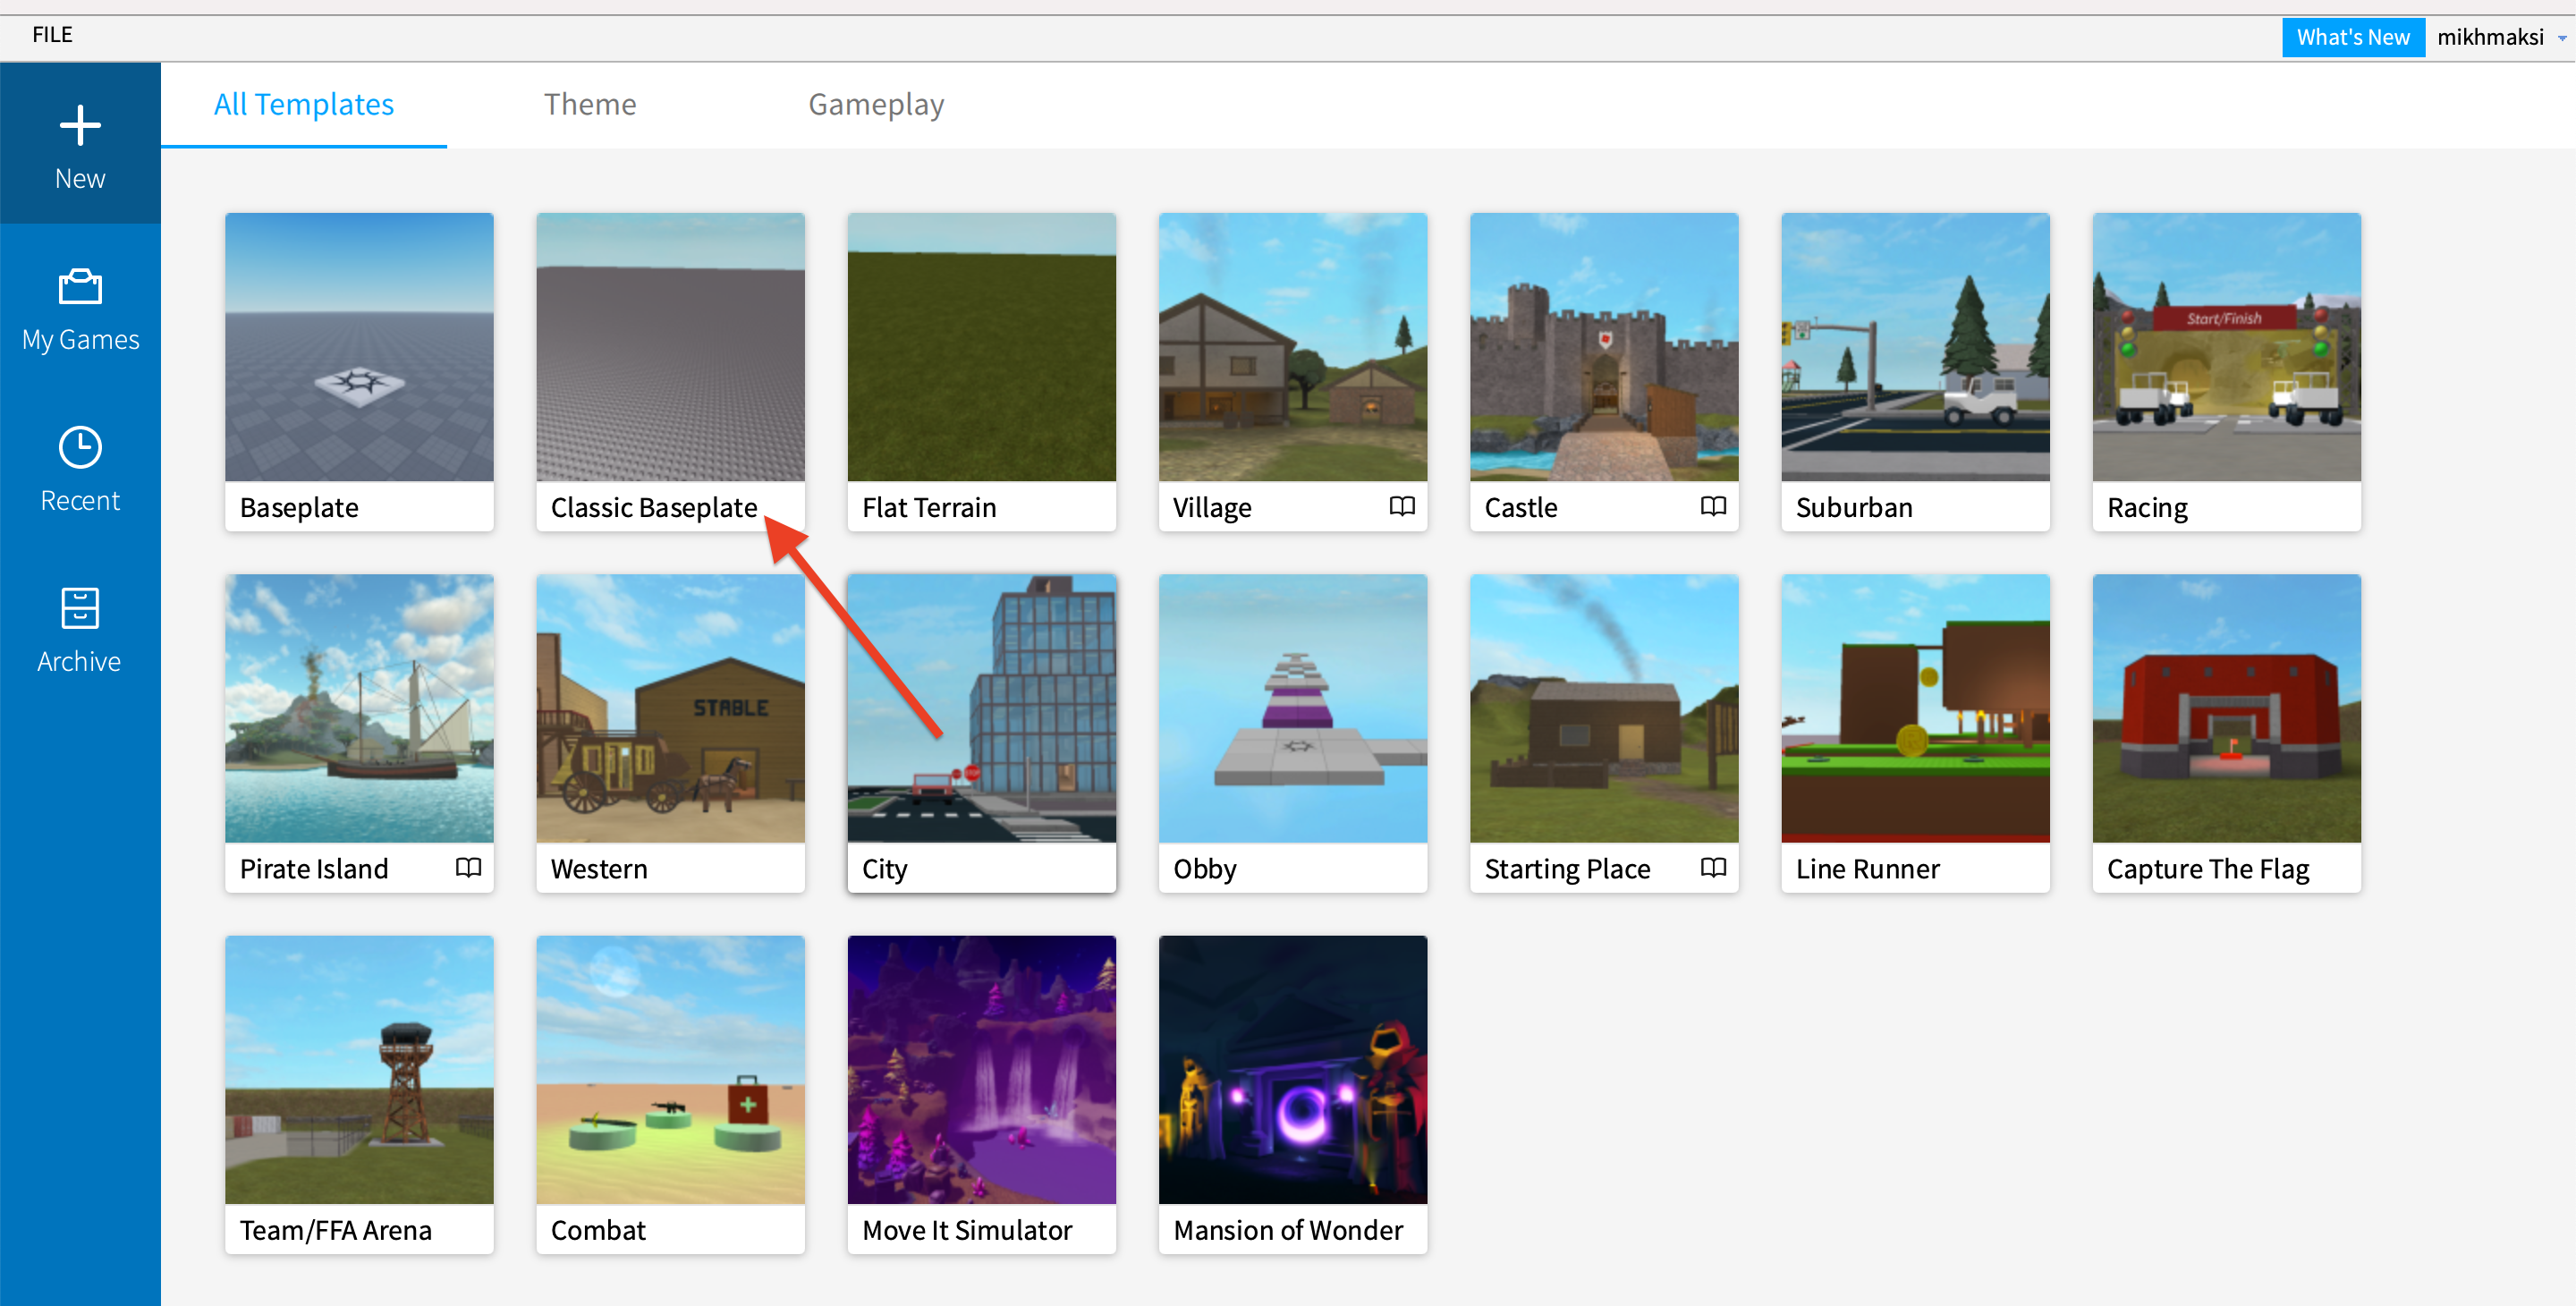 FILE
What's New mikhmaksi
All Templates Theme Gameplay
New
My Games
Recent
Archive
Start/Finish
Baseplate Classic Baseplate Flat Terrain Village Castle Suburban Racing
STABLE
STOP
Pirate Island Western City Obby Starting Place Line Runner Capture The Flag
Team/FFA Arena Combat Move It Simulator Mansion of Wonder